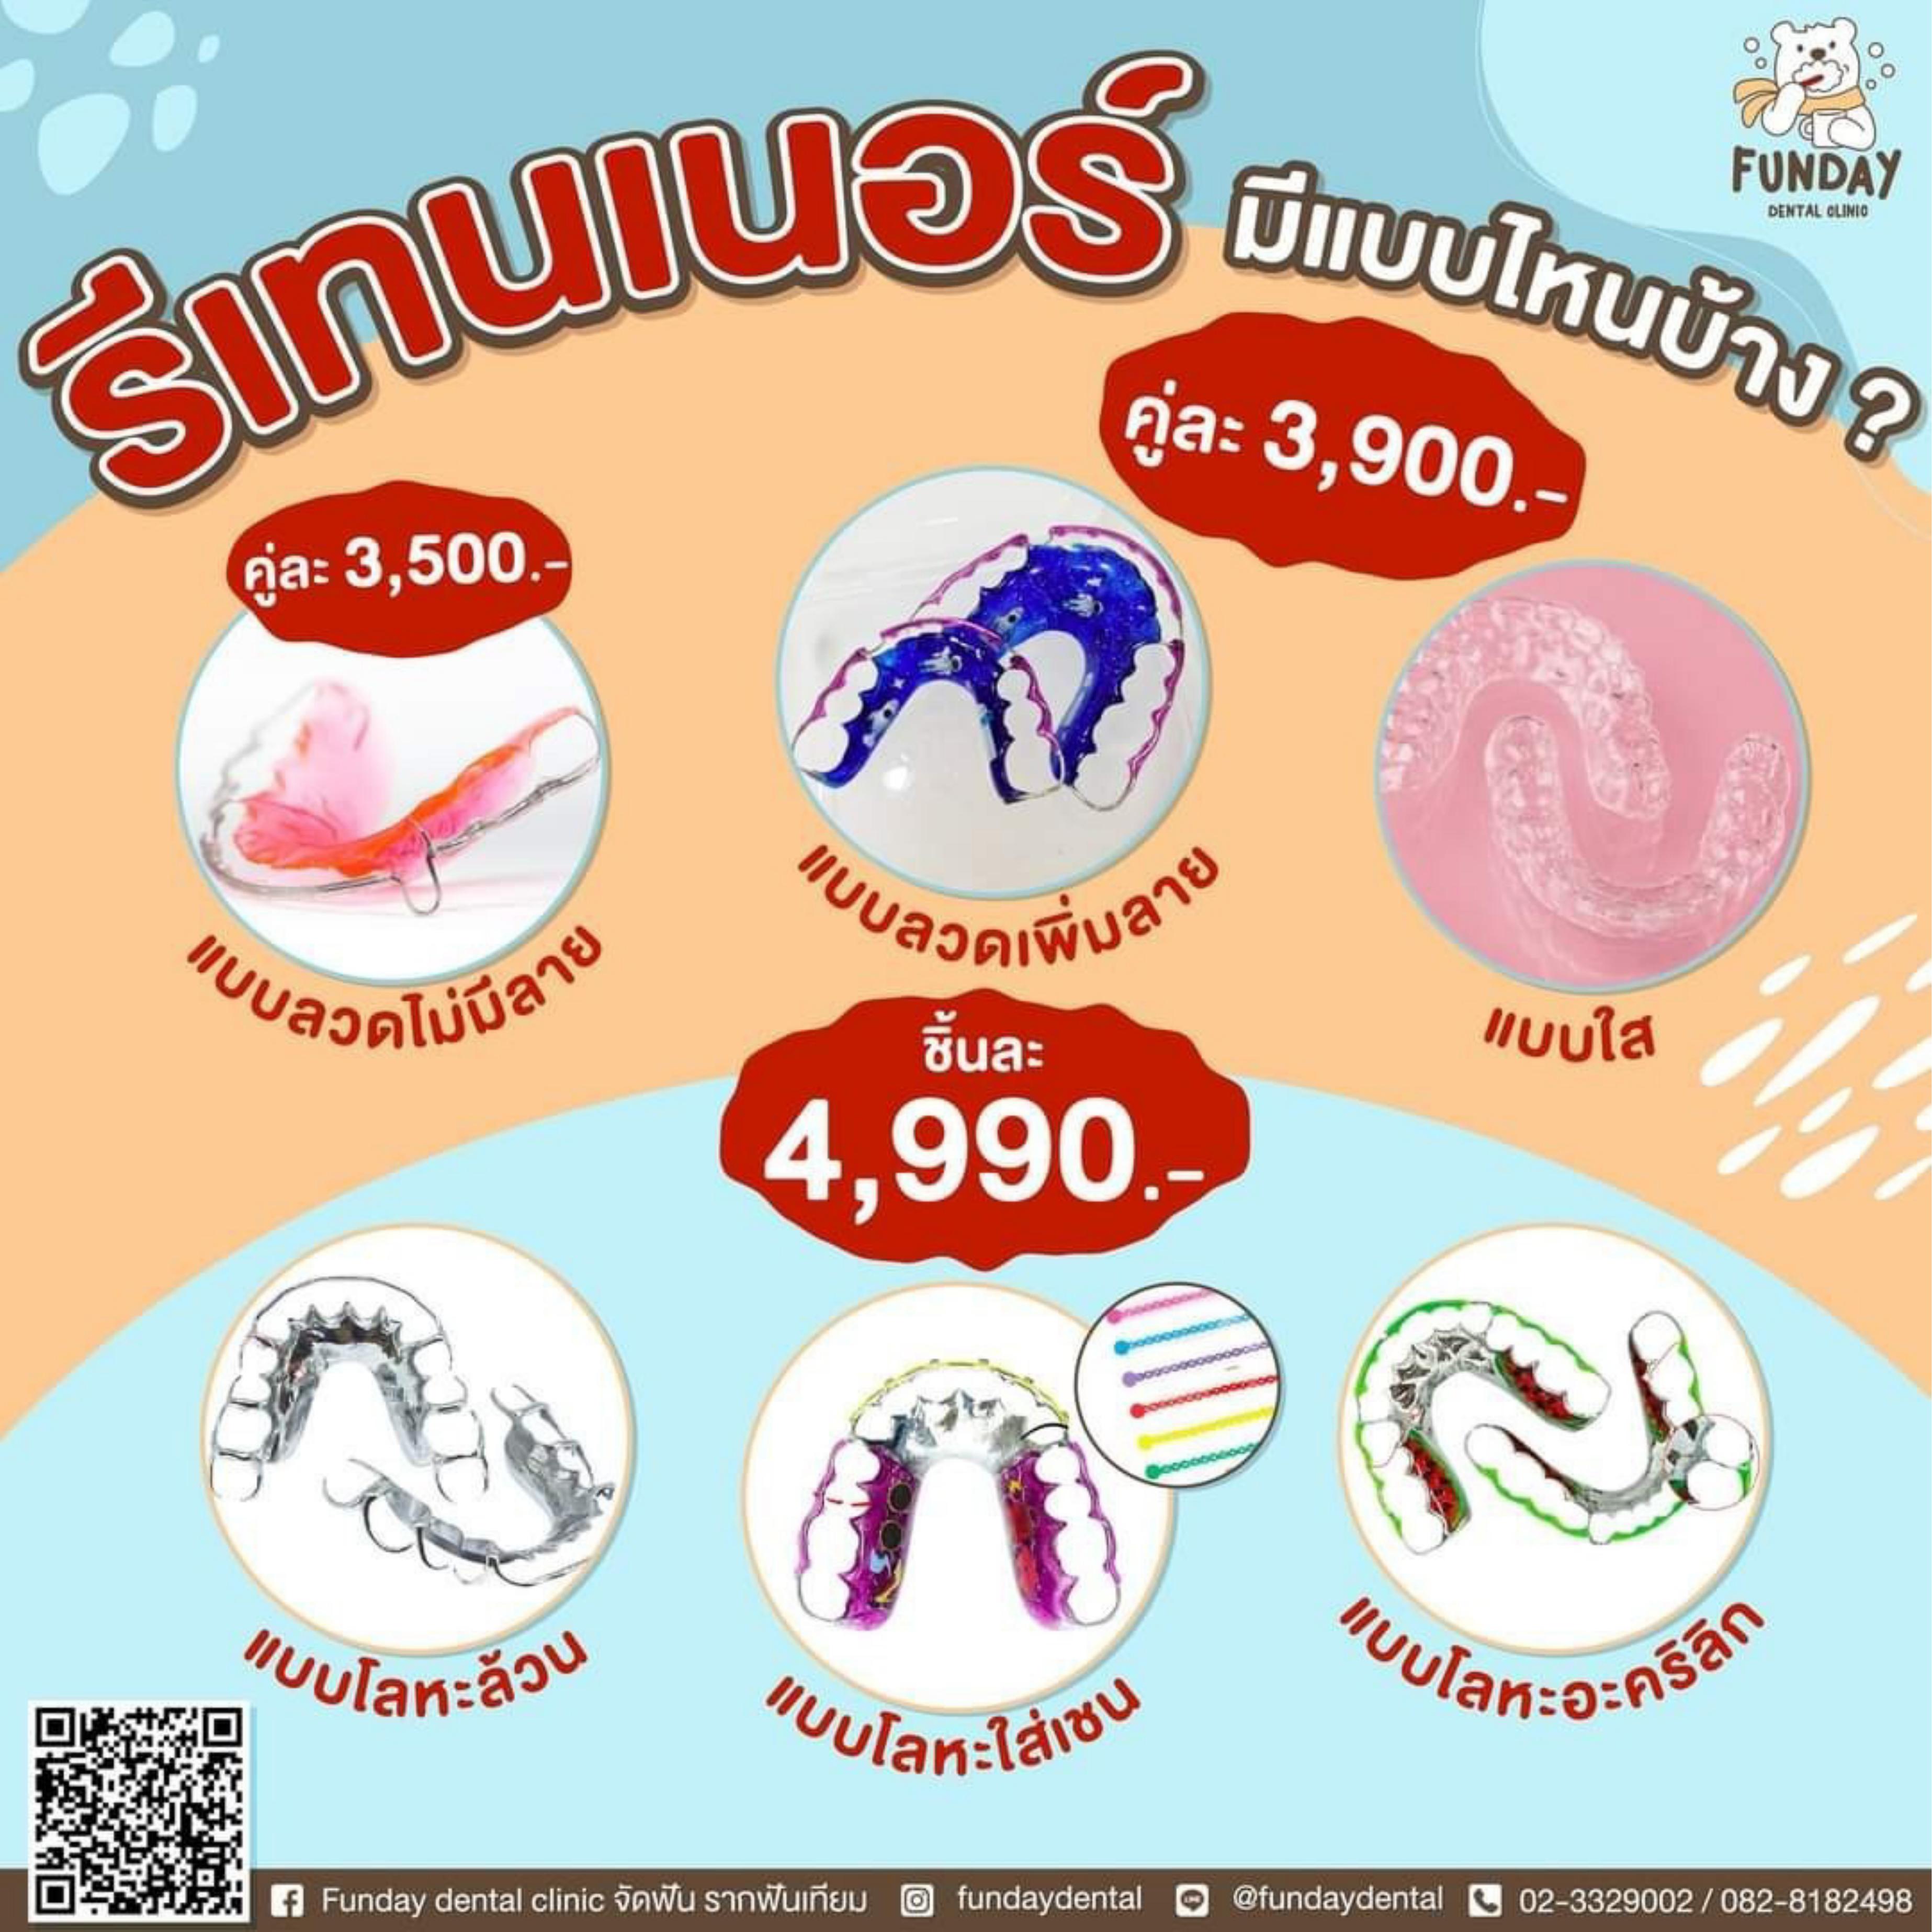 FUNDAY
DENTAL CLINIC
รีเทนเนอร์ มีแบบไหนบ้าง ?
คู่ละ 3,900.-
คู่ละ 3,500.-
แบบลวดไม่มีลาย
แบบลวดเพิ่มลาย
แบบใส
ชิ้นละ
4,990.-
แบบโลหะล้วน
แบบโลหะใส่เชน
แบบโลหะอะคริลิก
Funday dental clinic จัดฟัน รากฟันเทียม fundaydental @fundaydental 02-3329002 / 082-8182498